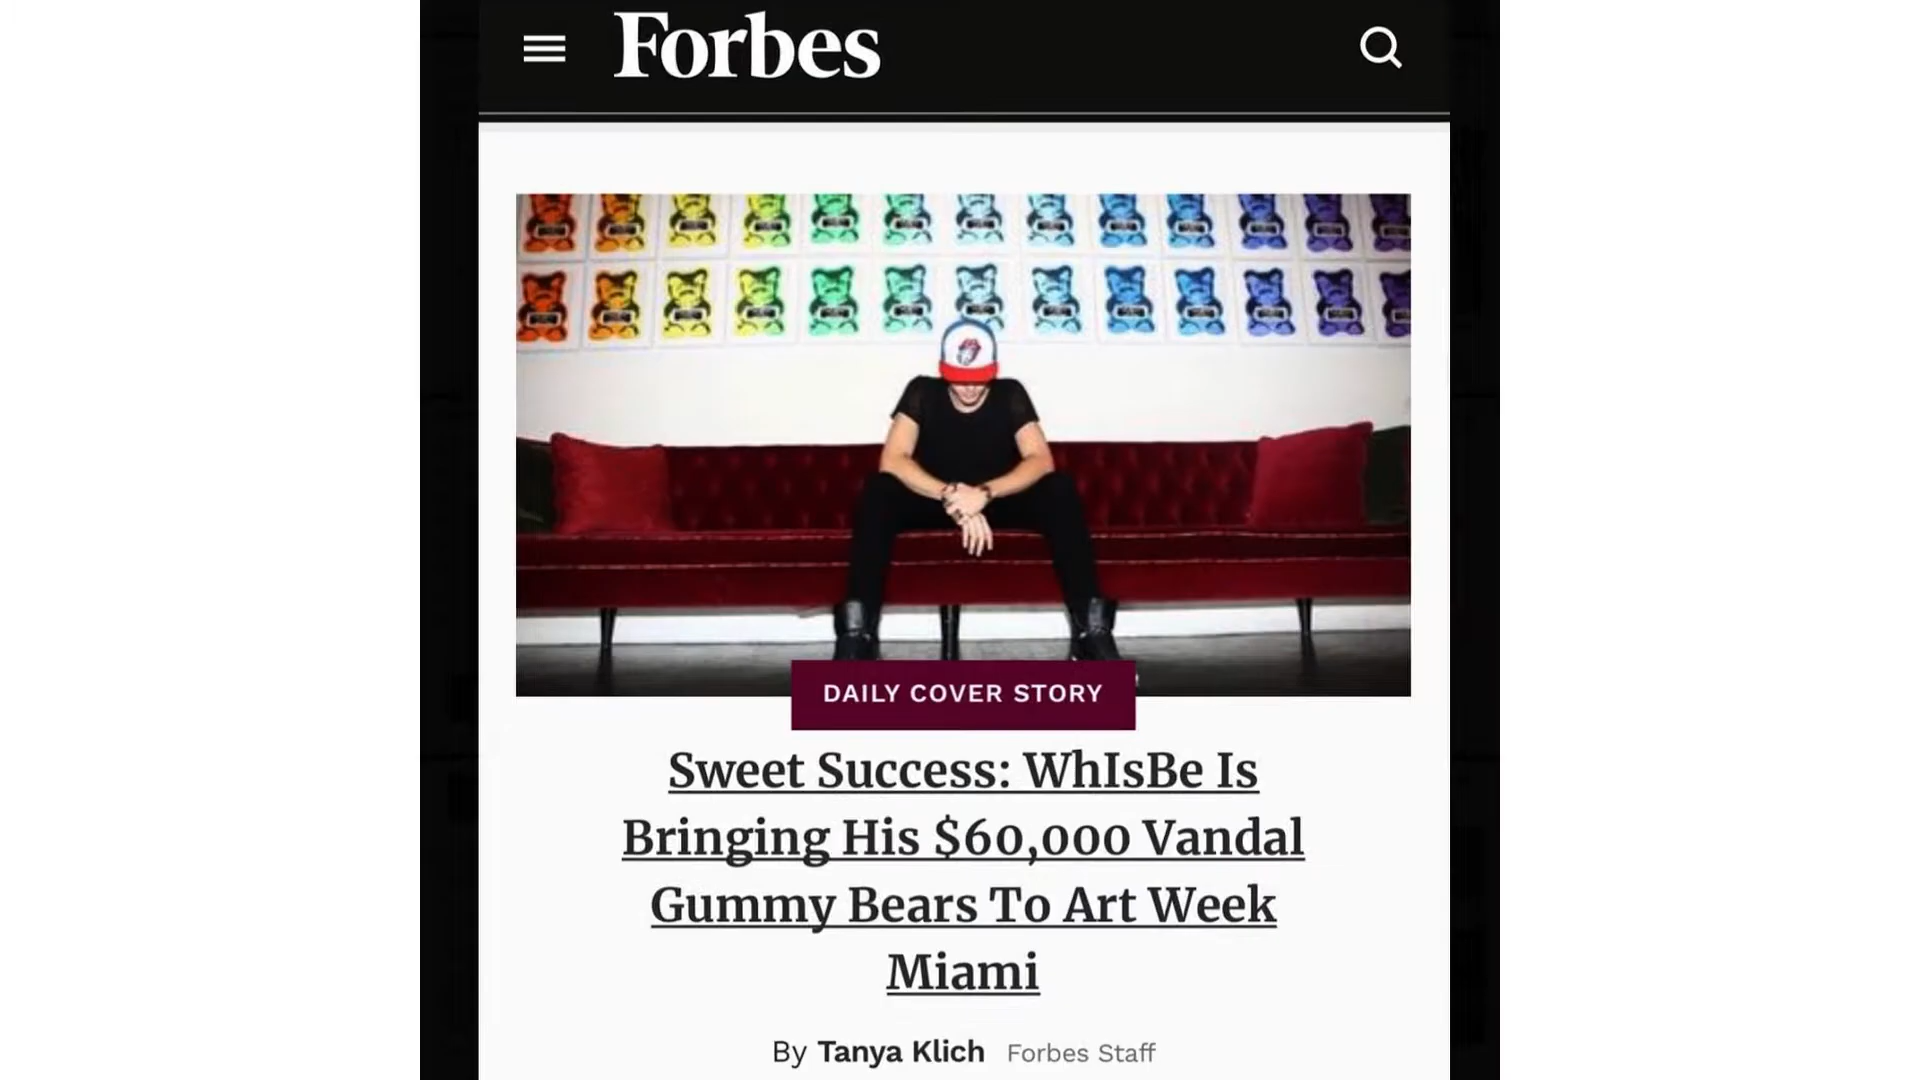 Forbes
DAILY COVER STORY
Sweet Success: WhIsBe Is
Bringing His $60,000 Vandal
Gummy Bears To Art Week
Miami
By Tanya Klich Forbes Staff